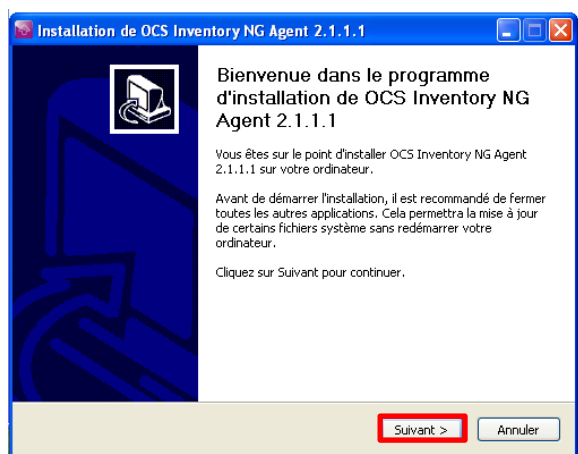 Installation de OCS Inventory NG Agent 2.1.1.1
Bienvenue dans le programme
d'installation de OCS Inventory NG
Agent 2.1.1.1
Vous êtes sur le point d'installer OCS Inventory NG Agent
2.1.1.1 sur votre ordinateur.
Avant de démarrer l'installation, il est recommandé de fermer
toutes les autres applications. Cela permettra la mise à jour
de certains fichiers système sans redémarrer votre
ordinateur.
Cliquez sur Suivant pour continuer.
Suivant >
Annuler